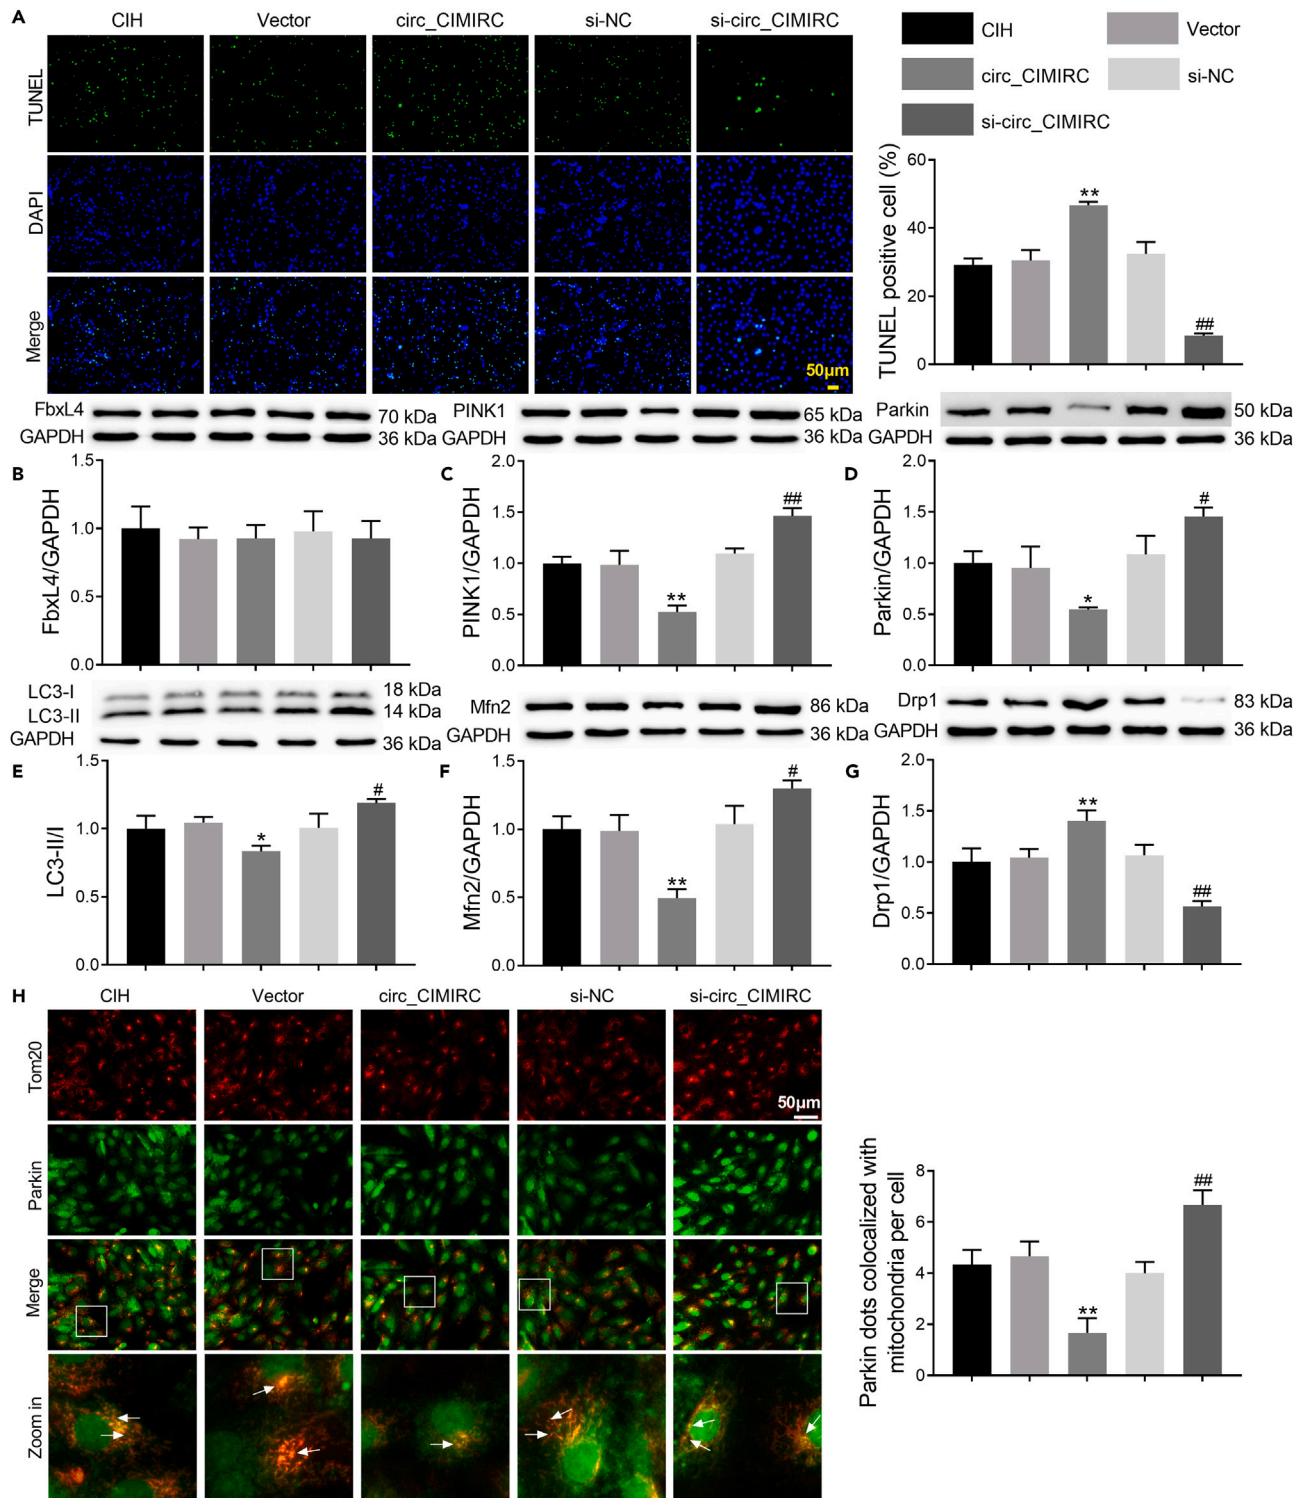 A
CIH
Vector
circ_CIMIRC
si-NC
si-circ_CIMIRC
TUNEL
DAPI
Merge
50μm
CIH
Vector
circ_CIMIRC
si-NC
si-circ_CIMIRC
TUNEL positive cell (%)
60
40
20
0
**
##
FbxL4
70 kDa
GAPDH
36 kDa
PINK1
65 kDa
GAPDH
36 kDa
Parkin
50 kDa
GAPDH
36 kDa
B
FbxL4/GAPDH
1.5
1.0
0.5
0.0
C
PINK1/GAPDH
2.0
1.5
1.0
0.5
0.0
**
##
D
Parkin/GAPDH
2.0
1.5
1.0
0.5
0.0
*
#
LC3-I
18 kDa
LC3-II
14 kDa
GAPDH
36 kDa
Mfn2
86 kDa
GAPDH
36 kDa
Drp1
83 kDa
GAPDH
36 kDa
E
LC3-II/I
1.5
1.0
0.5
0.0
*
#
F
Mfn2/GAPDH
1.5
1.0
0.5
0.0
**
#
G
Drp1/GAPDH
2.0
1.5
1.0
0.5
0.0
**
##
H
CIH
Vector
circ_CIMIRC
si-NC
si-circ_CIMIRC
Tom20
50μm
Parkin
Merge
Zoom in
Parkin dots colocalized with
mitochondria per cell
8
6
4
2
0
**
##